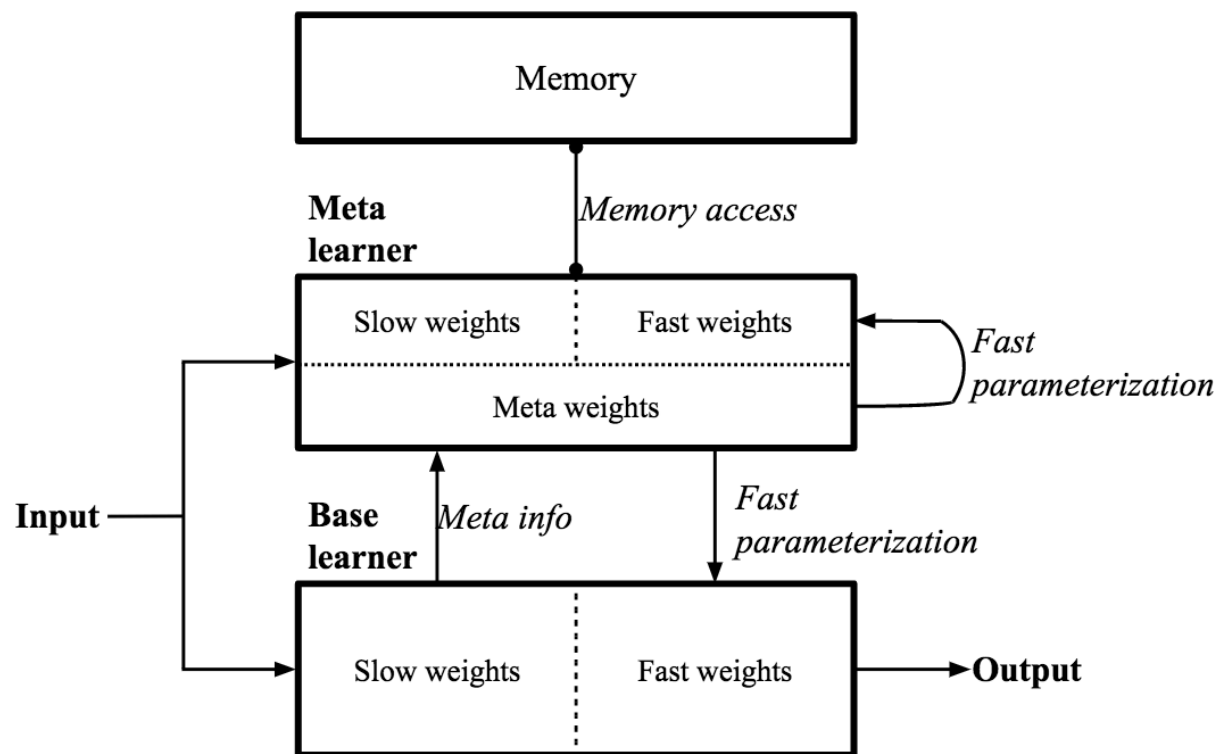 Memory
Memory access
Meta
learner
Slow weights
Fast weights
Fast
parameterization
Meta weights
Input
Base
learner
Meta info
Fast
parameterization
Slow weights
Fast weights
Output